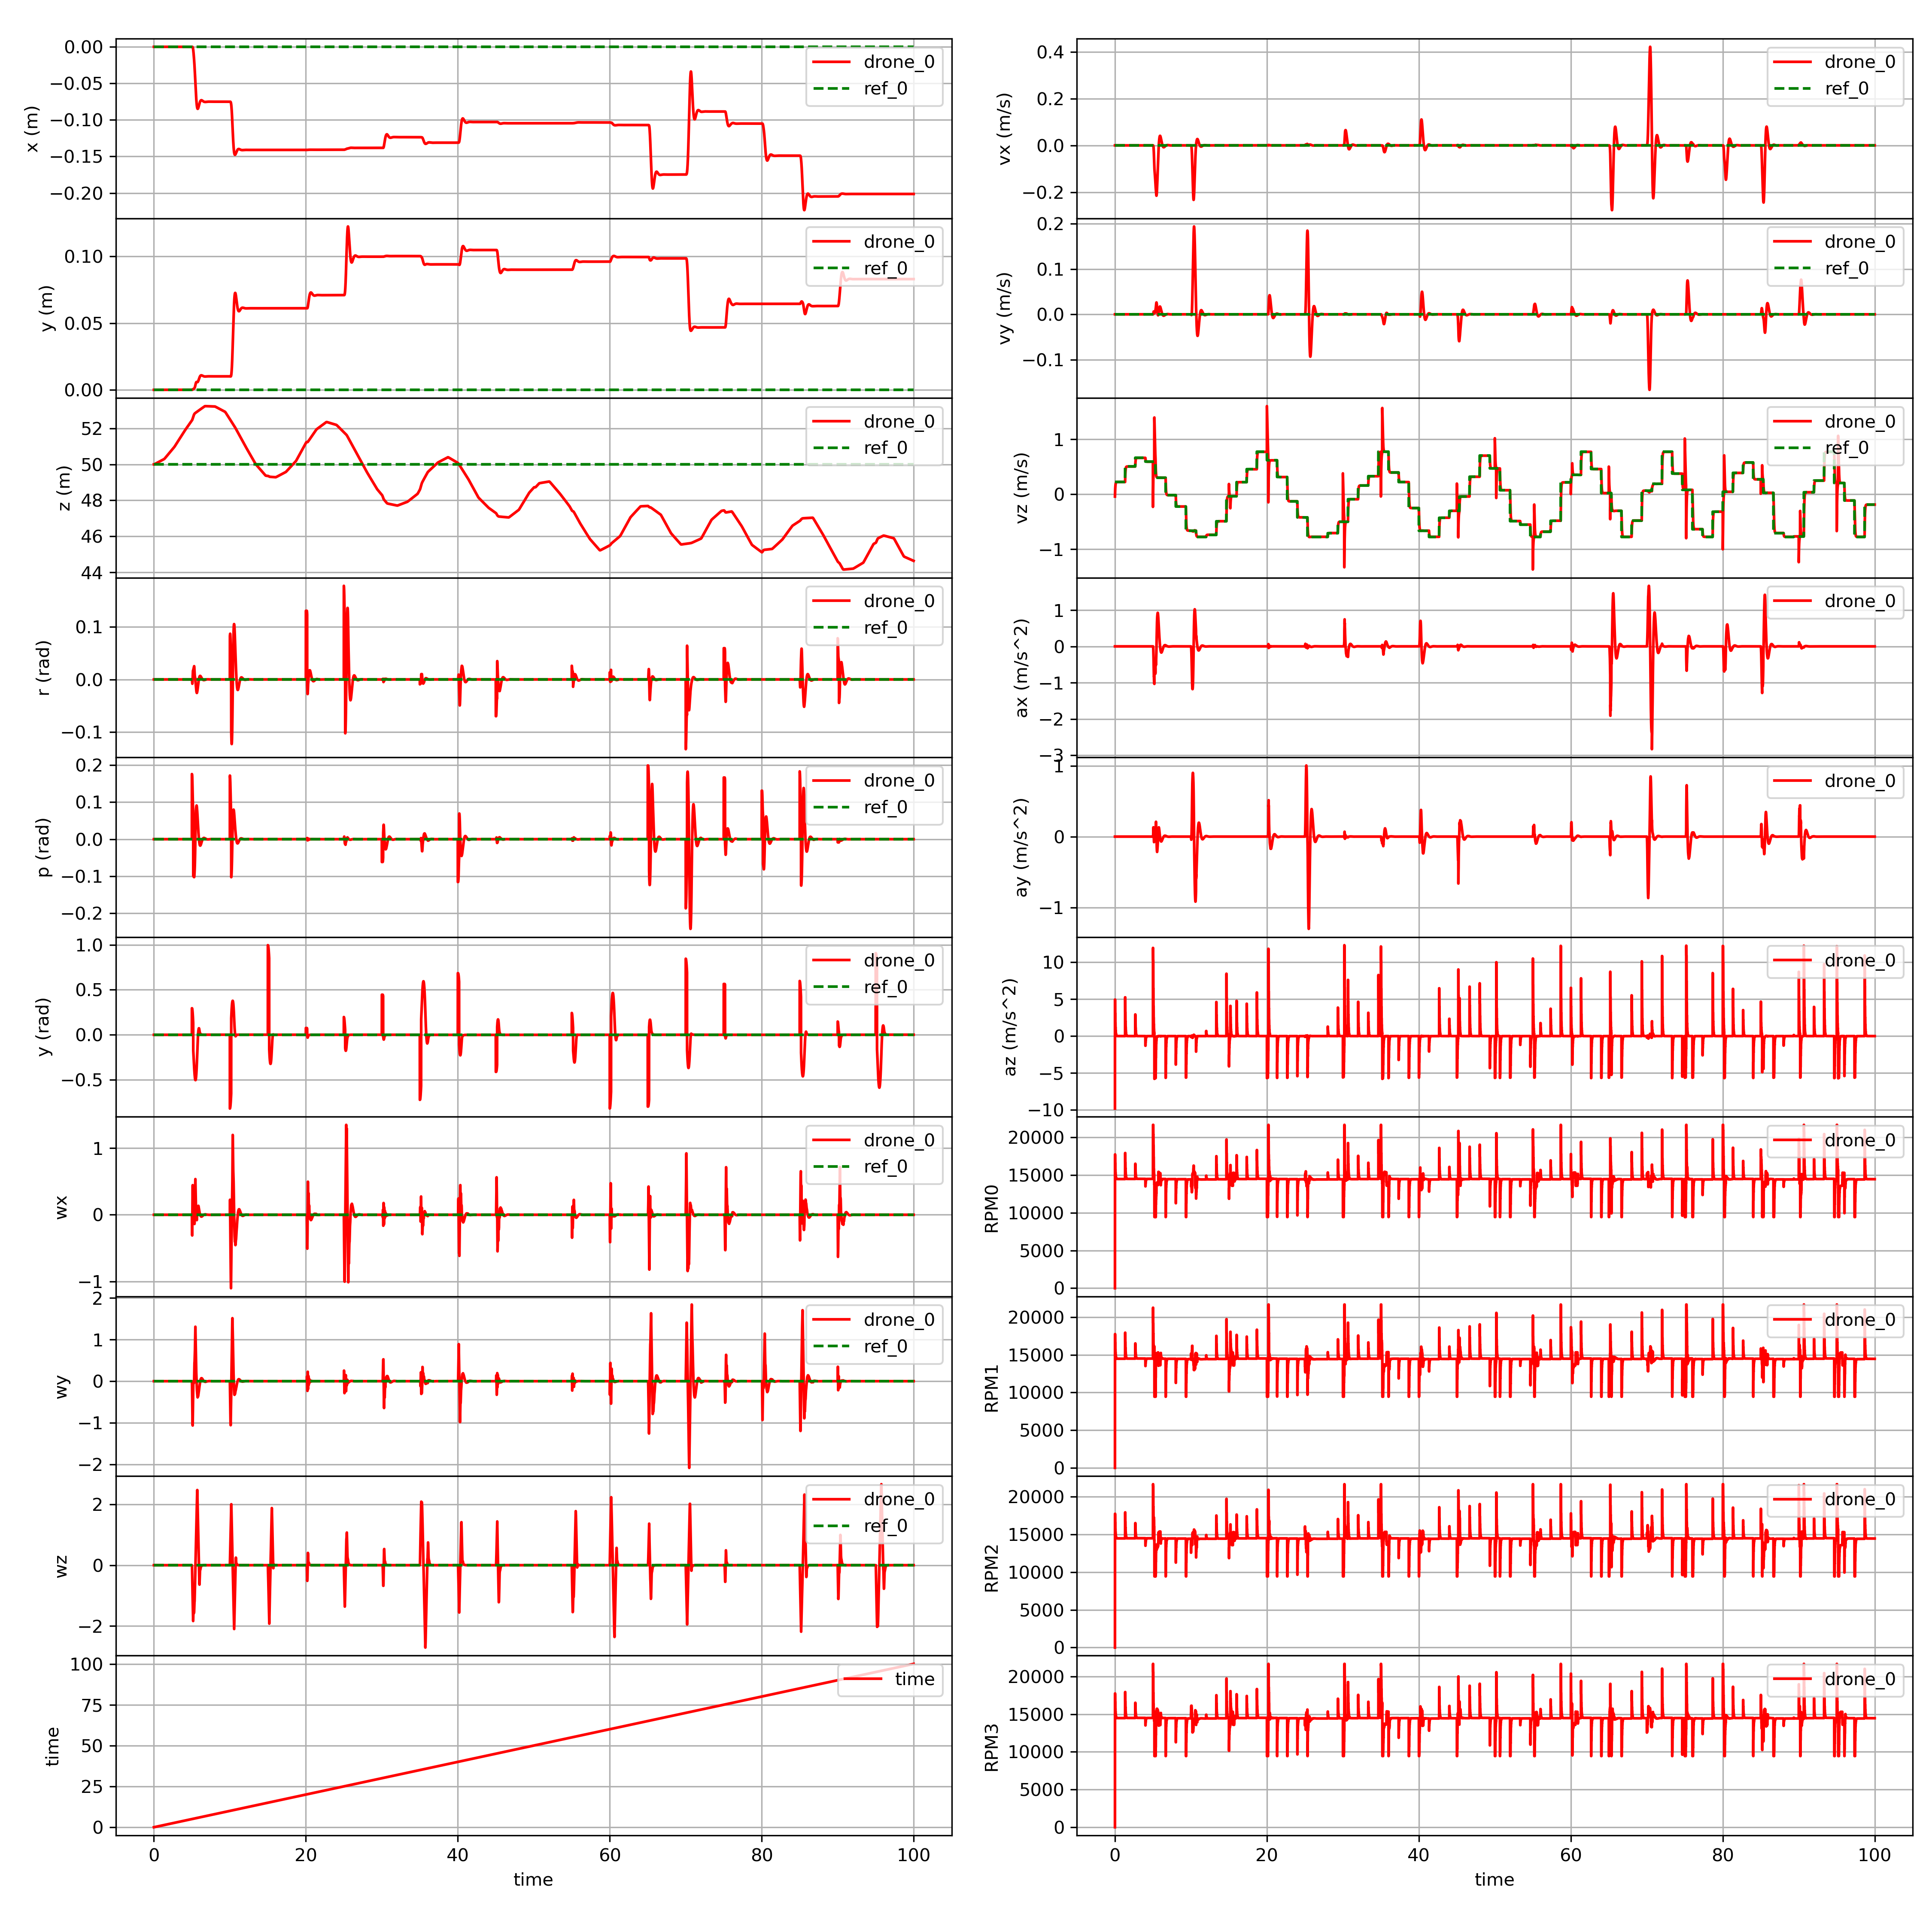 x (m)
0.00
−0.05
−0.10
−0.15
−0.20
drone_0
ref_0
y (m)
0.10
0.05
0.00
drone_0
ref_0
z (m)
52
50
48
46
44
drone_0
ref_0
r (rad)
0.1
0.0
−0.1
drone_0
ref_0
p (rad)
0.2
0.1
0.0
−0.1
−0.2
drone_0
ref_0
y (rad)
1.0
0.5
0.0
−0.5
drone_0
ref_0
wx
1
0
−1
drone_0
ref_0
wy
2
1
0
−1
−2
drone_0
ref_0
wz
2
0
−2
drone_0
ref_0
time
100
75
50
25
0
time
0 20 40 60 80 100
time
vx (m/s)
0.4
0.2
0.0
−0.2
drone_0
ref_0
vy (m/s)
0.2
0.1
0.0
−0.1
drone_0
ref_0
vz (m/s)
1
0
−1
drone_0
ref_0
ax (m/s^2)
1
0
−1
−2
−3
drone_0
ay (m/s^2)
1
0
−1
drone_0
az (m/s^2)
10
5
0
−5
−10
drone_0
RPM0
20000
15000
10000
5000
0
drone_0
RPM1
20000
15000
10000
5000
0
drone_0
RPM2
20000
15000
10000
5000
0
drone_0
RPM3
20000
15000
10000
5000
0
drone_0
0 20 40 60 80 100
time